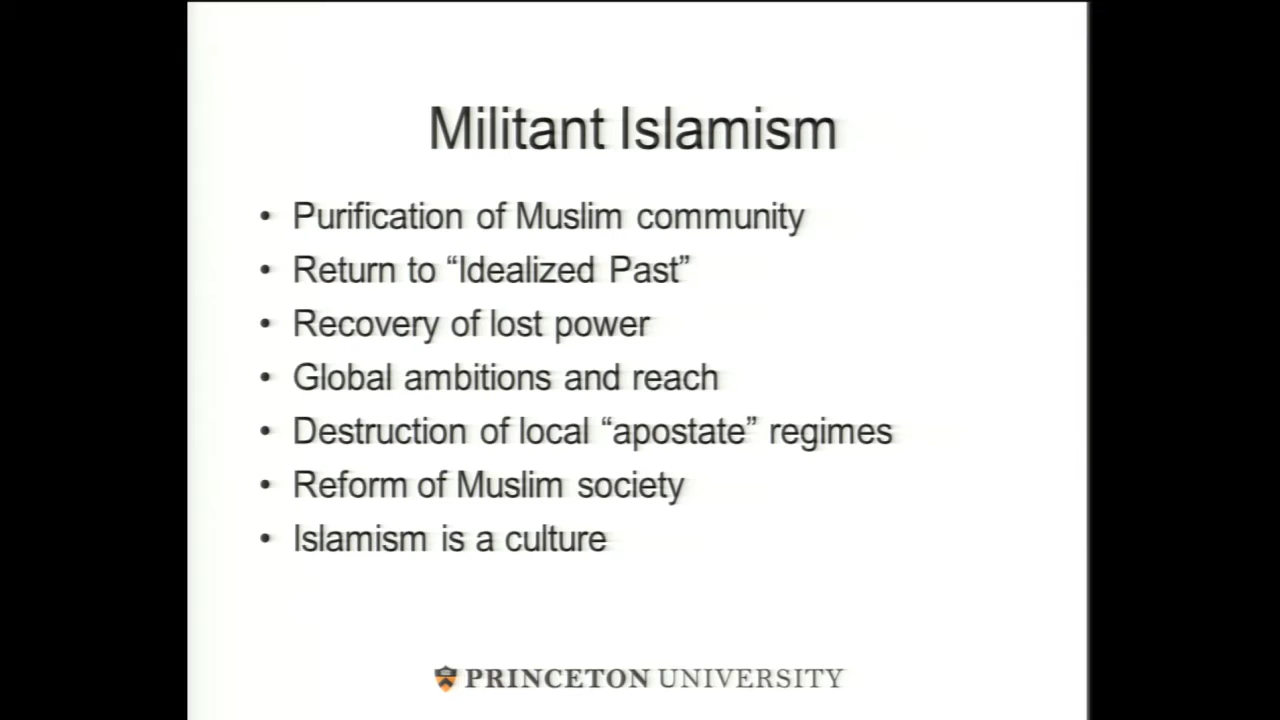 Militant Islamism
• Purification of Muslim community
• Return to “Idealized Past”
• Recovery of lost power
• Global ambitions and reach
• Destruction of local “apostate” regimes
• Reform of Muslim society
• Islamism is a culture
PRINCETON UNIVERSITY